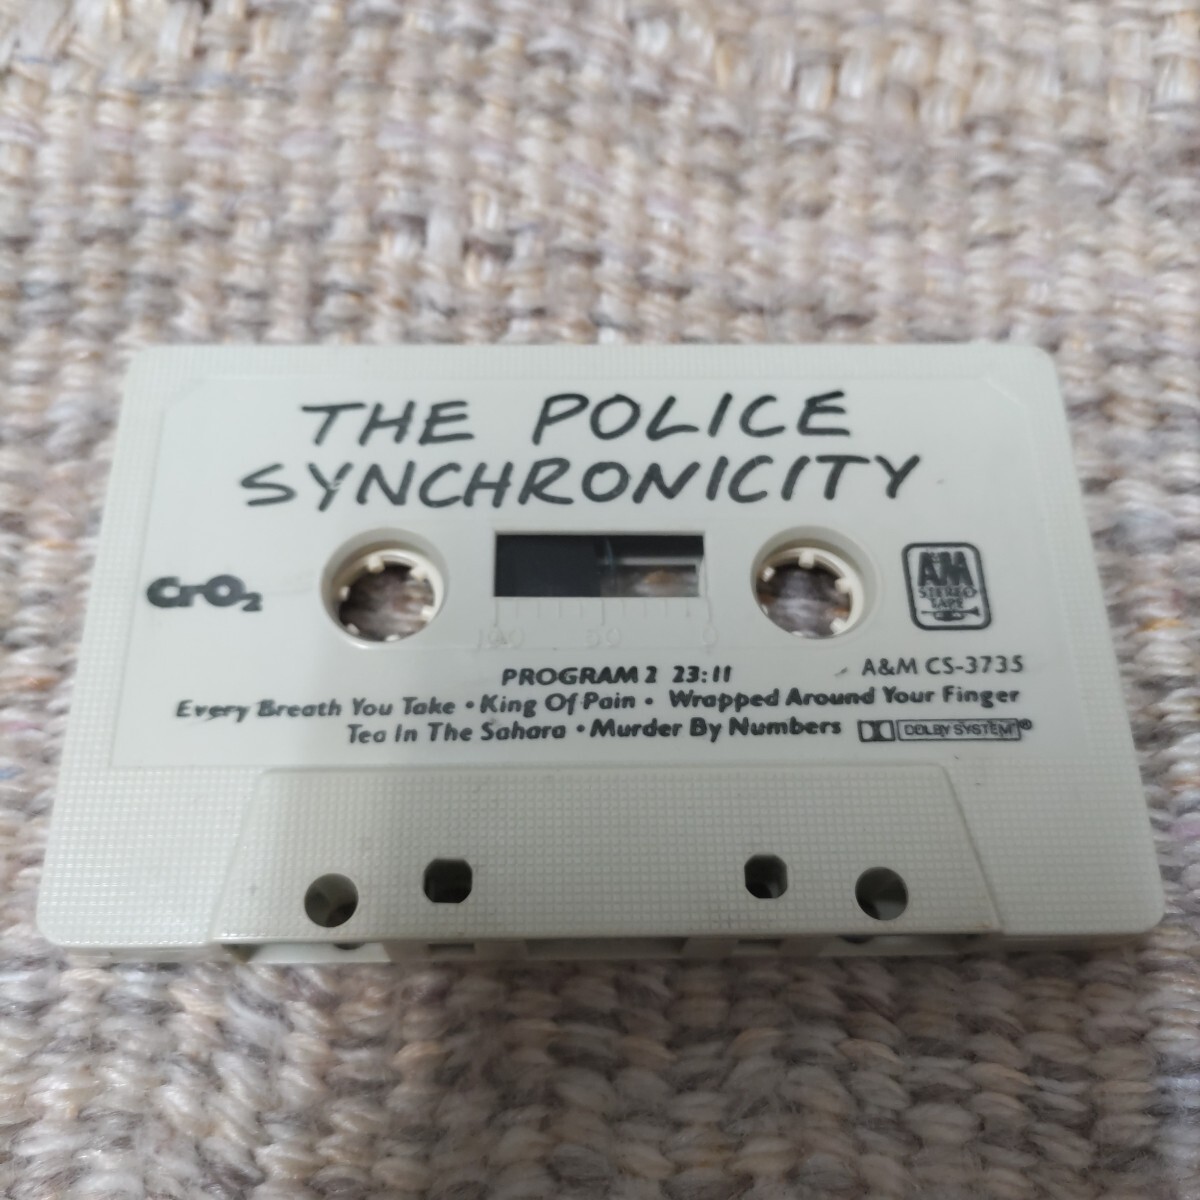 THE POLICE
SYNCHRONICITY
CrO2
A&M
STEREO
TAPE
100 50 0
PROGRAM 2 23:11
A&M CS-3735
Every Breath You Take • King Of Pain • Wrapped Around Your Finger
Tea In The Sahara • Murder By Numbers
DOLBY SYSTEM®